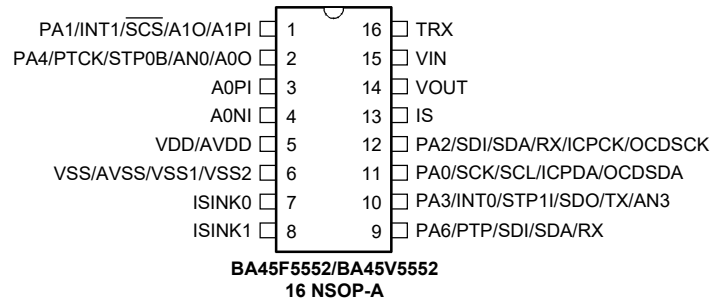 PA1/INT1/SCS/A1O/A1PI 1 16 TRX
PA4/PTCK/STP0B/AN0/A0O 2 15 VIN
A0PI 3 14 VOUT
A0NI 4 13 IS
VDD/AVDD 5 12 PA2/SDI/SDA/RX/ICPCK/OCDSCK
VSS/AVSS/VSS1/VSS2 6 11 PA0/SCK/SCL/ICPDA/OCDSDA
ISINK0 7 10 PA3/INT0/STP1I/SDO/TX/AN3
ISINK1 8 9 PA6/PTP/SDI/SDA/RX
BA45F5552/BA45V5552
16 NSOP-A